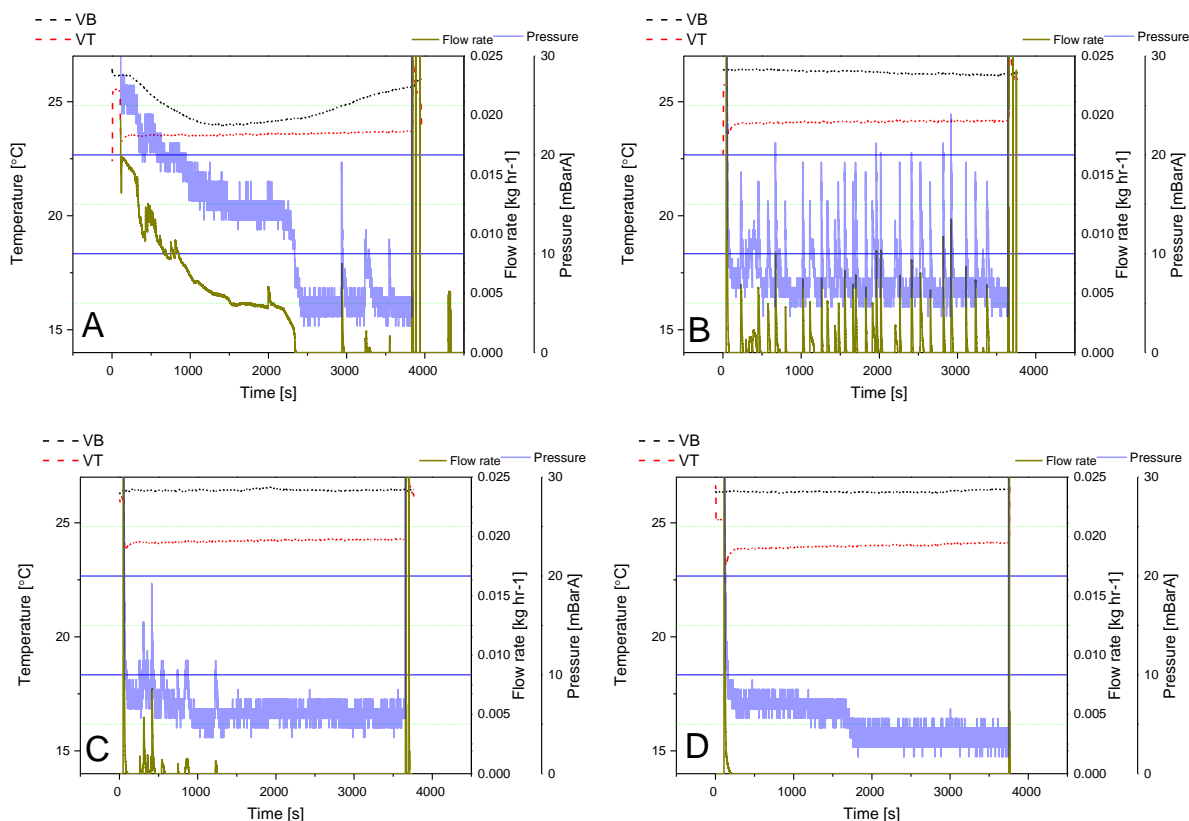 VB
VT
Flow rate
Pressure
VB
VT
Flow rate
Pressure
25
20
15
0.025
0.020
0.015
0.010
0.005
0.000
30
20
10
0
Temperature [°C]
Flow rate [kg hr-1]
Pressure [mBarA]
A
0 1000 2000 3000 4000
Time [s]
25
20
15
0.025
0.020
0.015
0.010
0.005
0.000
30
20
10
0
Temperature [°C]
Flow rate [kg hr-1]
Pressure [mBarA]
B
0 1000 2000 3000 4000
Time [s]
VB
VT
Flow rate
Pressure
VB
VT
Flow rate
Pressure
25
20
15
0.025
0.020
0.015
0.010
0.005
0.000
30
20
10
0
Temperature [°C]
Flow rate [kg hr-1]
Pressure [mBarA]
C
0 1000 2000 3000 4000
Time [s]
25
20
15
0.025
0.020
0.015
0.010
0.005
0.000
30
20
10
0
Temperature [°C]
Flow rate [kg hr-1]
Pressure [mBarA]
D
0 1000 2000 3000 4000
Time [s]